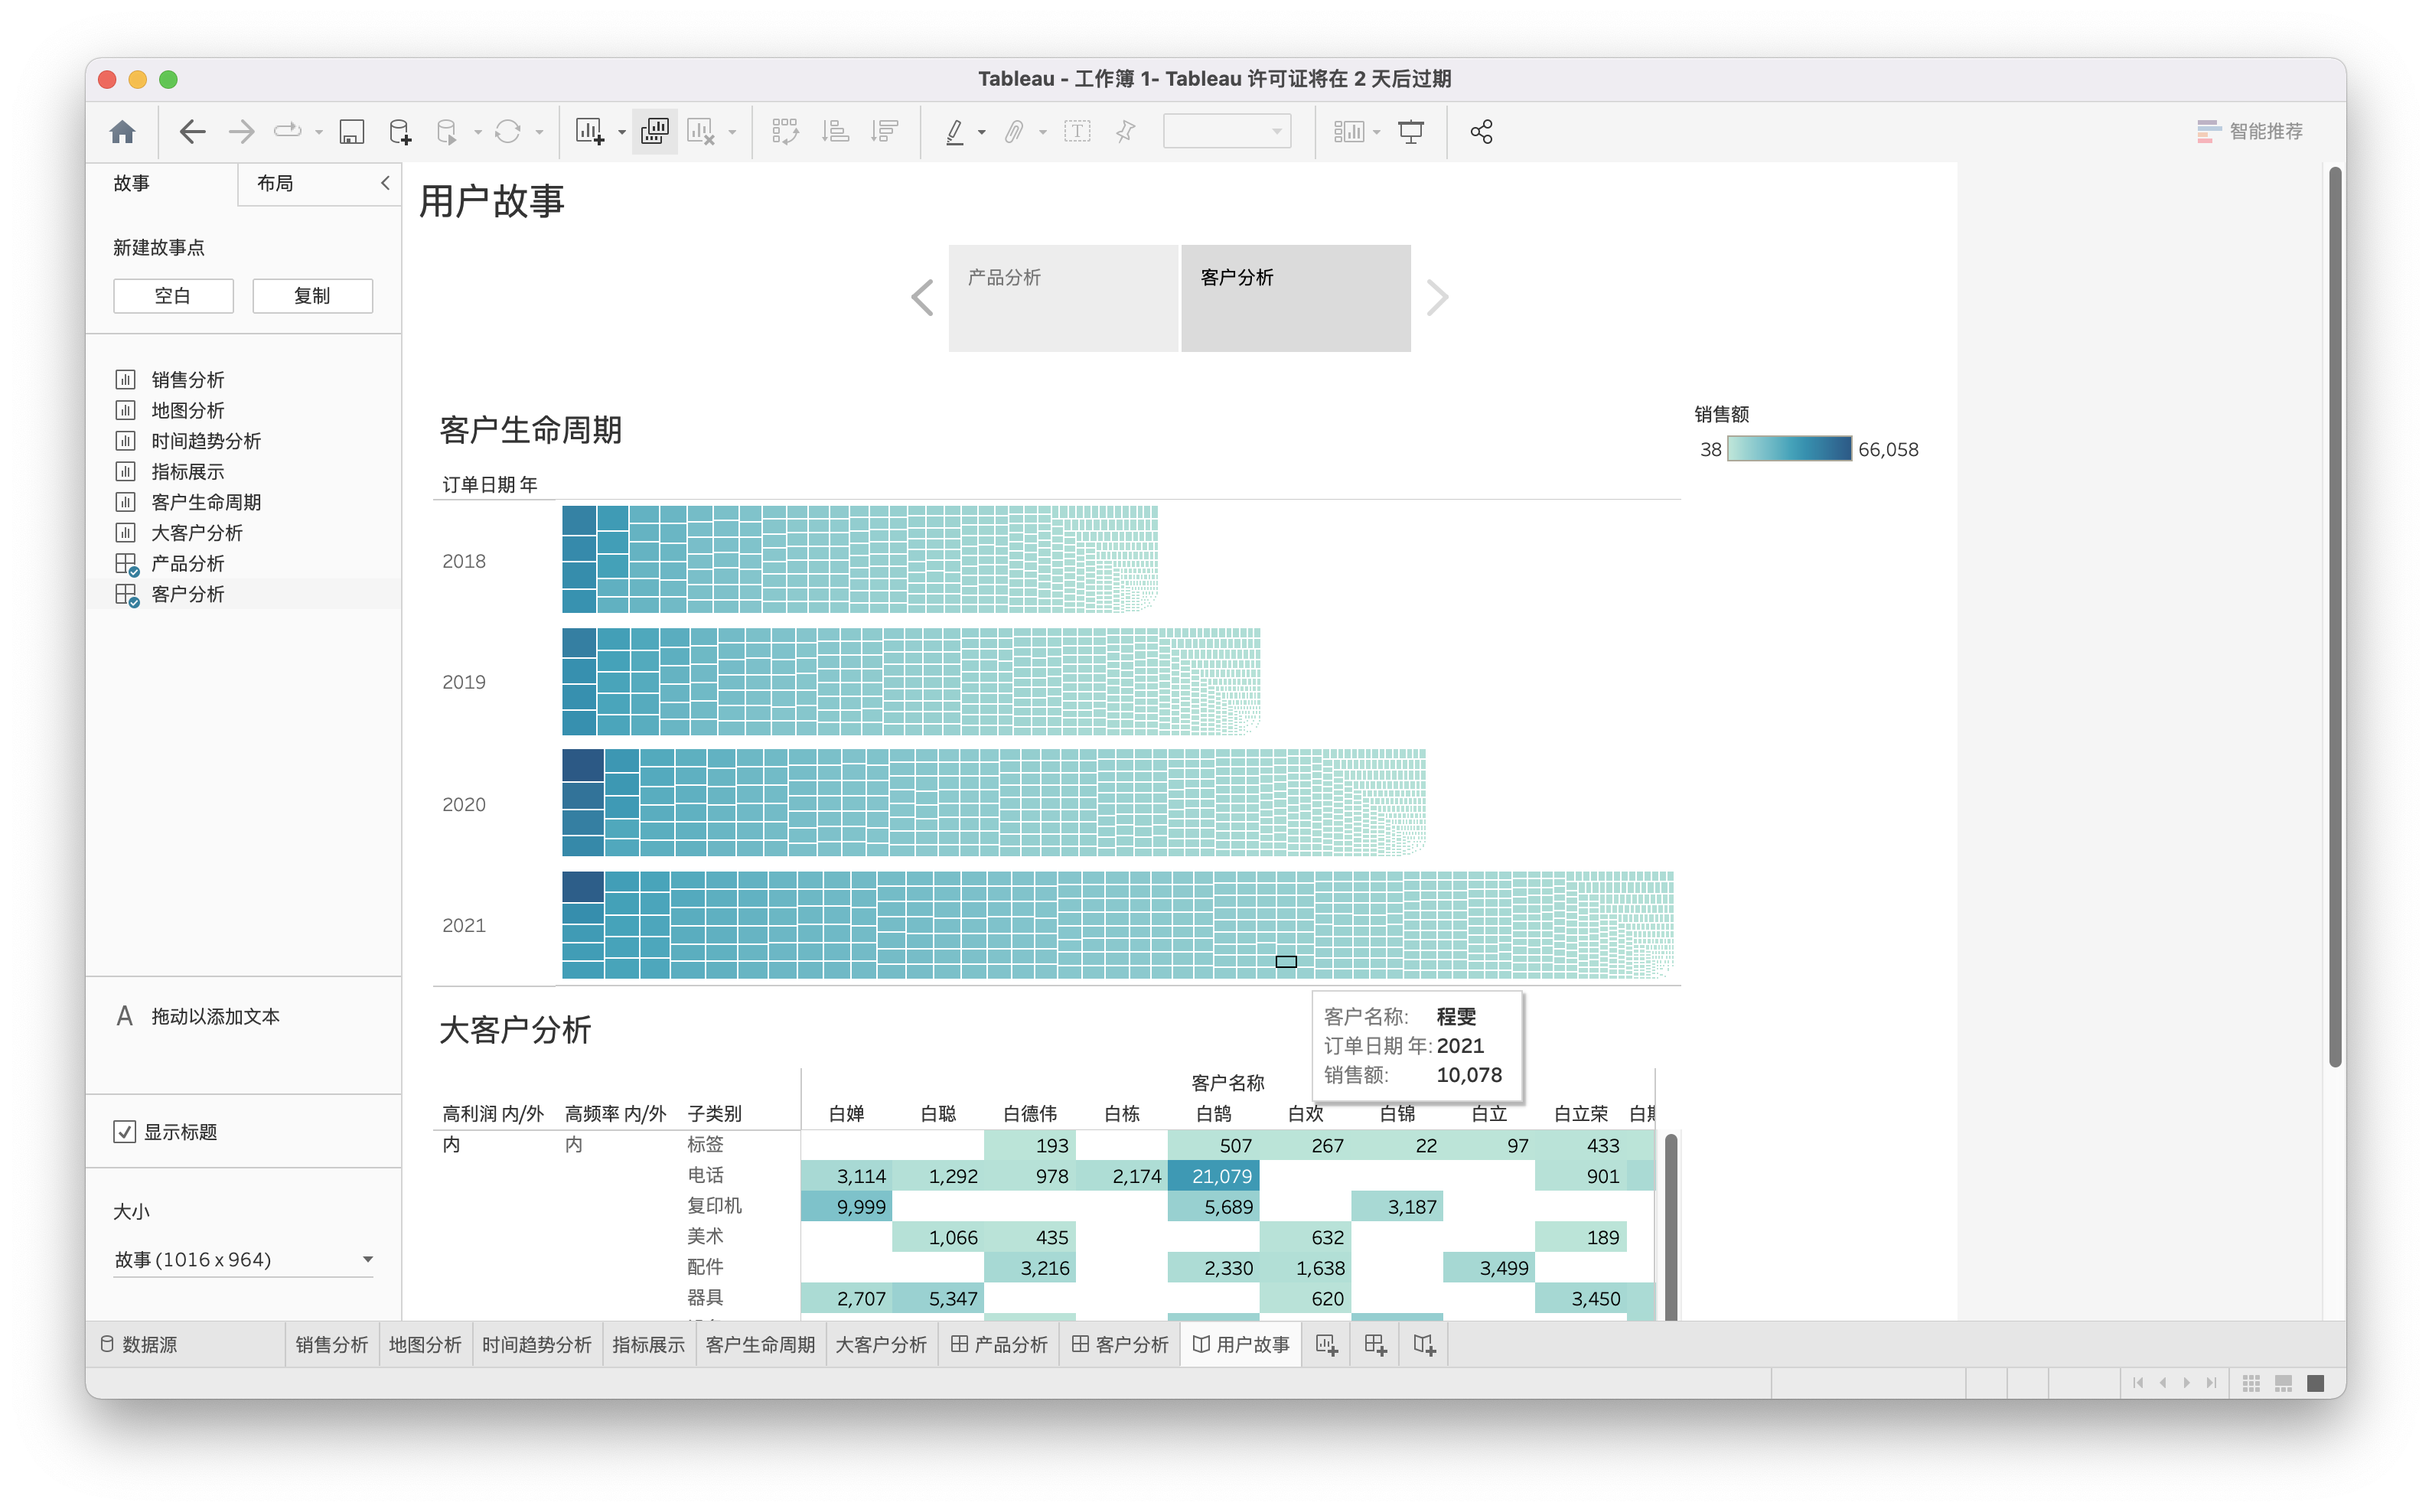 Tableau - 工作簿 1- Tableau 许可证将在 2 天后过期
智能推荐
故事
布局
新建故事点
空白
复制
销售分析
地图分析
时间趋势分析
指标展示
客户生命周期
大客户分析
产品分析
客户分析
A 拖动以添加文本
显示标题
大小
故事 (1016 x 964)
用户故事
产品分析
客户分析
客户生命周期
销售额
38 66,058
订单日期 年
2018
2019
2020
2021
客户名称: 程雯
订单日期 年: 2021
销售额: 10,078
大客户分析
客户名称
高利润 内/外 高频率 内/外 子类别 白婵 白聪 白德伟 白栋 白鹄 白欢 白锦 白立 白立荣
内 内 标签 193 507 267 22 97 433
电话 3,114 1,292 978 2,174 21,079 901
复印机 9,999 5,689 3,187
美术 1,066 435 632 189
配件 3,216 2,330 1,638 3,499
器具 2,707 5,347 620 3,450
数据源 销售分析 地图分析 时间趋势分析 指标展示 客户生命周期 大客户分析 产品分析 客户分析 用户故事